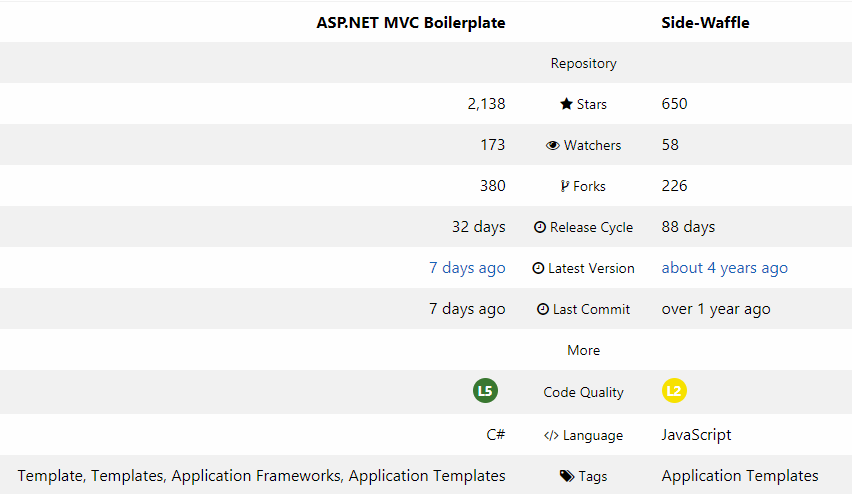 ASP.NET MVC Boilerplate Side-Waffle
Repository
2,138 Stars 650
173 Watchers 58
380 Forks 226
32 days Release Cycle 88 days
7 days ago Latest Version about 4 years ago
7 days ago Last Commit over 1 year ago
More
L5 Code Quality L2
C# </> Language JavaScript
Template, Templates, Application Frameworks, Application Templates Tags Application Templates